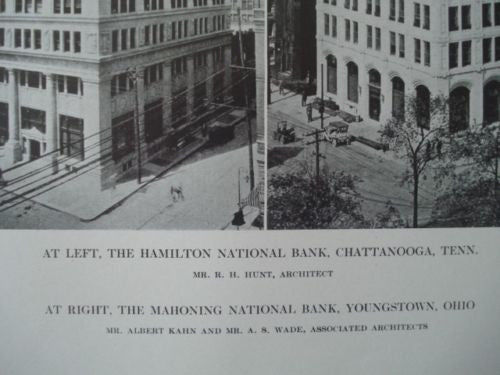 AT LEFT, THE HAMILTON NATIONAL BANK, CHATTANOOGA, TENN.
MR. R. H. HUNT, ARCHITECT
AT RIGHT, THE MAHONING NATIONAL BANK, YOUNGSTOWN, OHIO
MR. ALBERT KAHN AND MR. A. S. WADE, ASSOCIATED ARCHITECTS